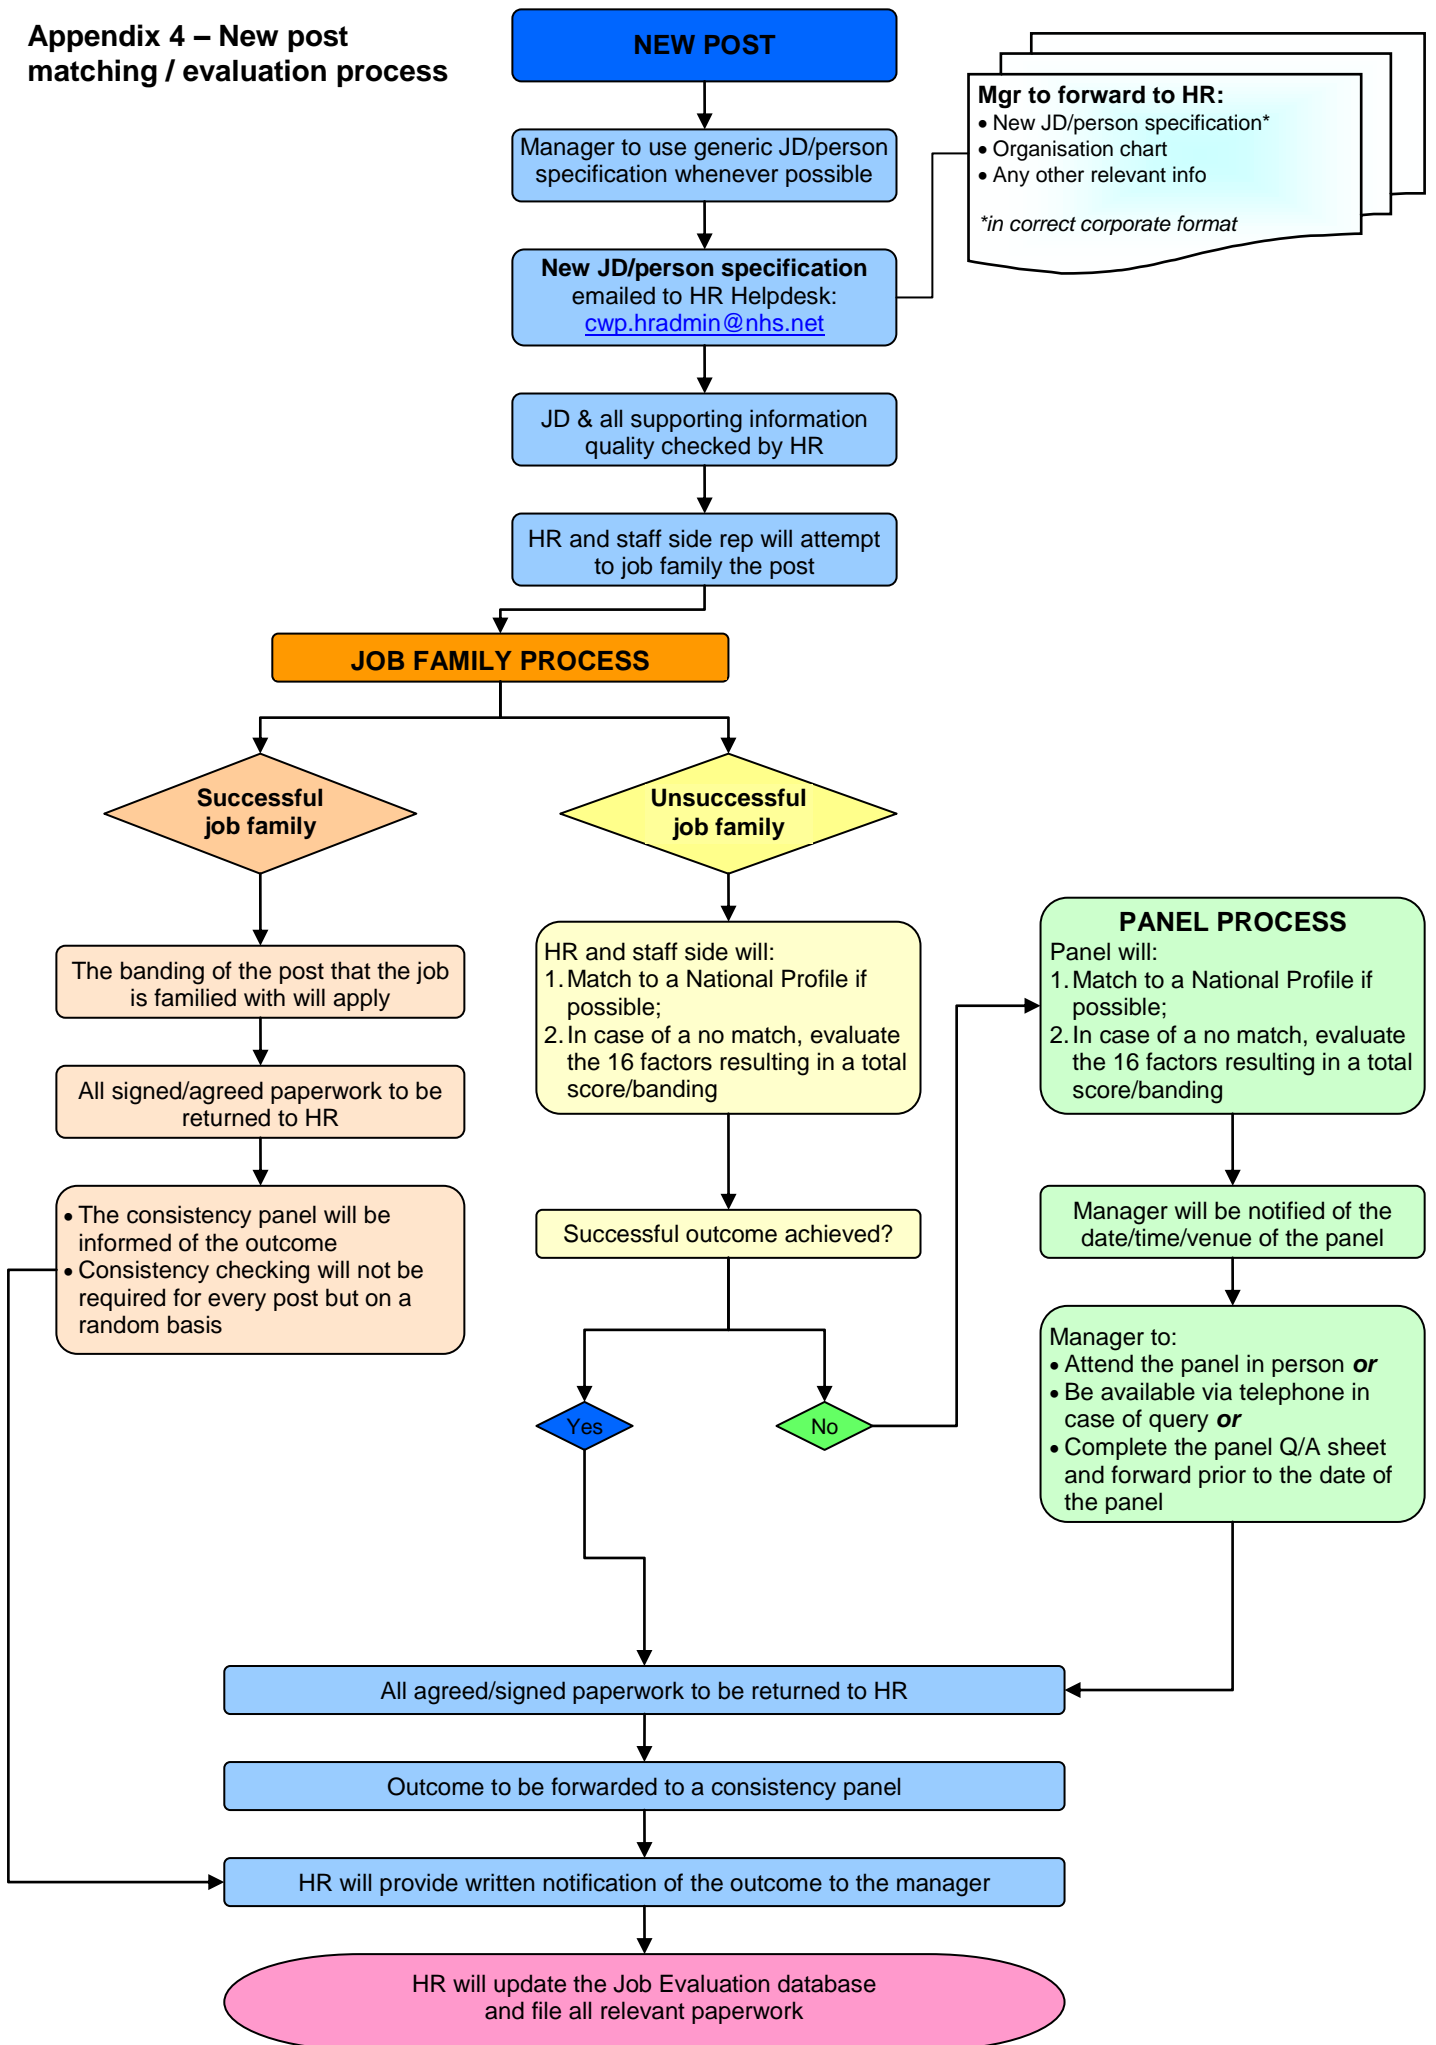 Appendix 4 – New post
matching / evaluation process
NEW POST
Mgr to forward to HR:
• New JD/person specification*
• Organisation chart
• Any other relevant info
*in correct corporate format
Manager to use generic JD/person
specification whenever possible
New JD/person specification
emailed to HR Helpdesk:
cwp.hradmin@nhs.net
JD & all supporting information
quality checked by HR
HR and staff side rep will attempt
to job family the post
JOB FAMILY PROCESS
Successful
job family
Unsuccessful
job family
The banding of the post that the job
is familied with will apply
All signed/agreed paperwork to be
returned to HR
• The consistency panel will be
informed of the outcome
• Consistency checking will not be
required for every post but on a
random basis
HR and staff side will:
1. Match to a National Profile if
possible;
2. In case of a no match, evaluate
the 16 factors resulting in a total
score/banding
Successful outcome achieved?
Yes
No
PANEL PROCESS
Panel will:
1. Match to a National Profile if
possible;
2. In case of a no match, evaluate
the 16 factors resulting in a total
score/banding
Manager will be notified of the
date/time/venue of the panel
Manager to:
• Attend the panel in person or
• Be available via telephone in
case of query or
• Complete the panel Q/A sheet
and forward prior to the date of
the panel
All agreed/signed paperwork to be returned to HR
Outcome to be forwarded to a consistency panel
HR will provide written notification of the outcome to the manager
HR will update the Job Evaluation database
and file all relevant paperwork